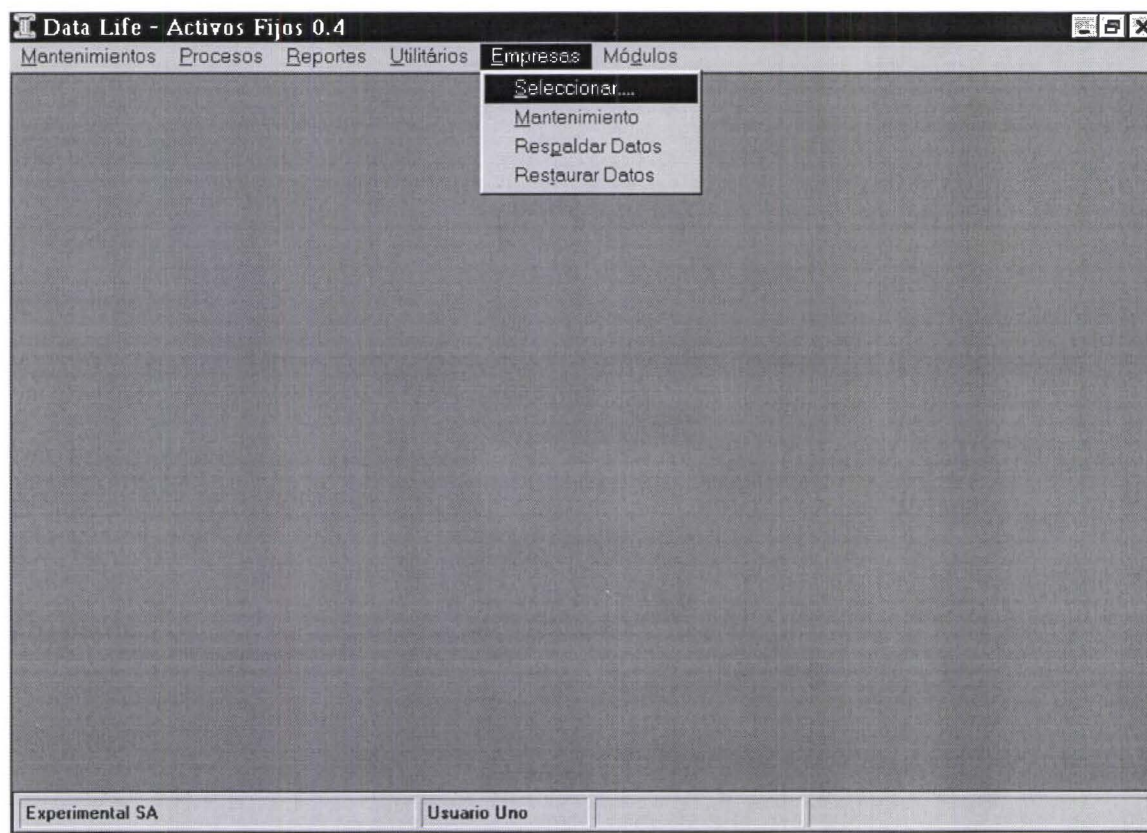 Data Life - Activos Fijos 0.4
Mantenimientos Procesos Reportes Utilitários Empresas Módulos
Seleccionar....
Mantenimiento
Respaldar Datos
Restaurar Datos
Experimental SA Usuario Uno